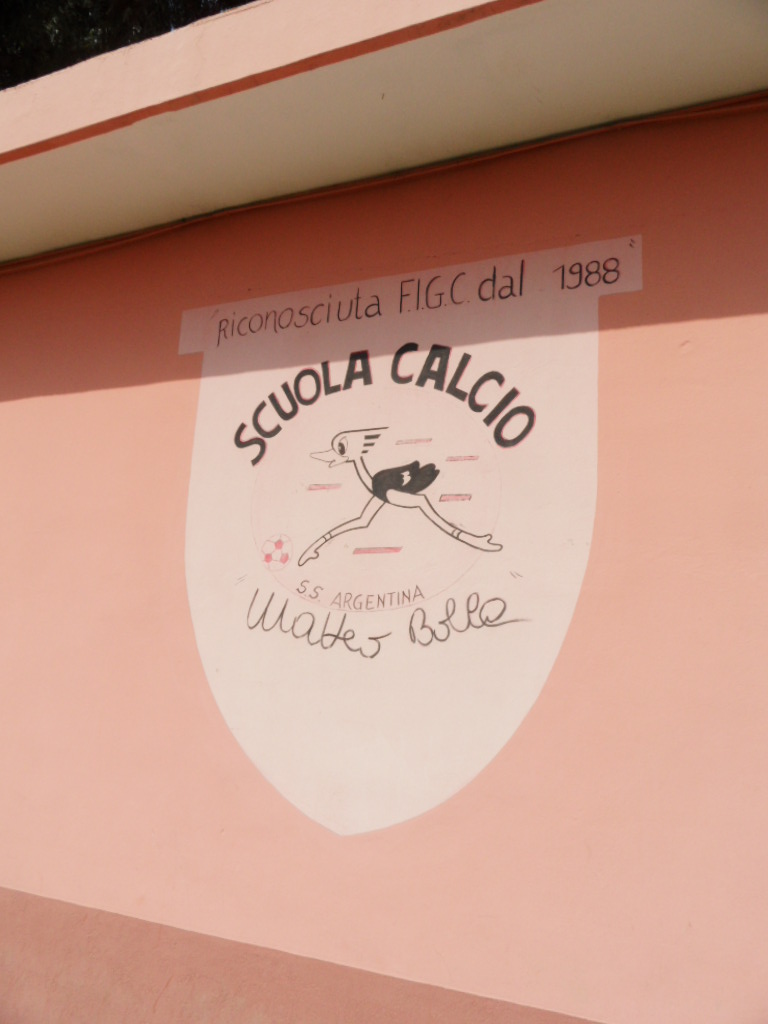 Riconosciuta F.I.G.C. dal 1988
SCUOLA CALCIO
S.S. ARGENTINA
Matteo Bolla